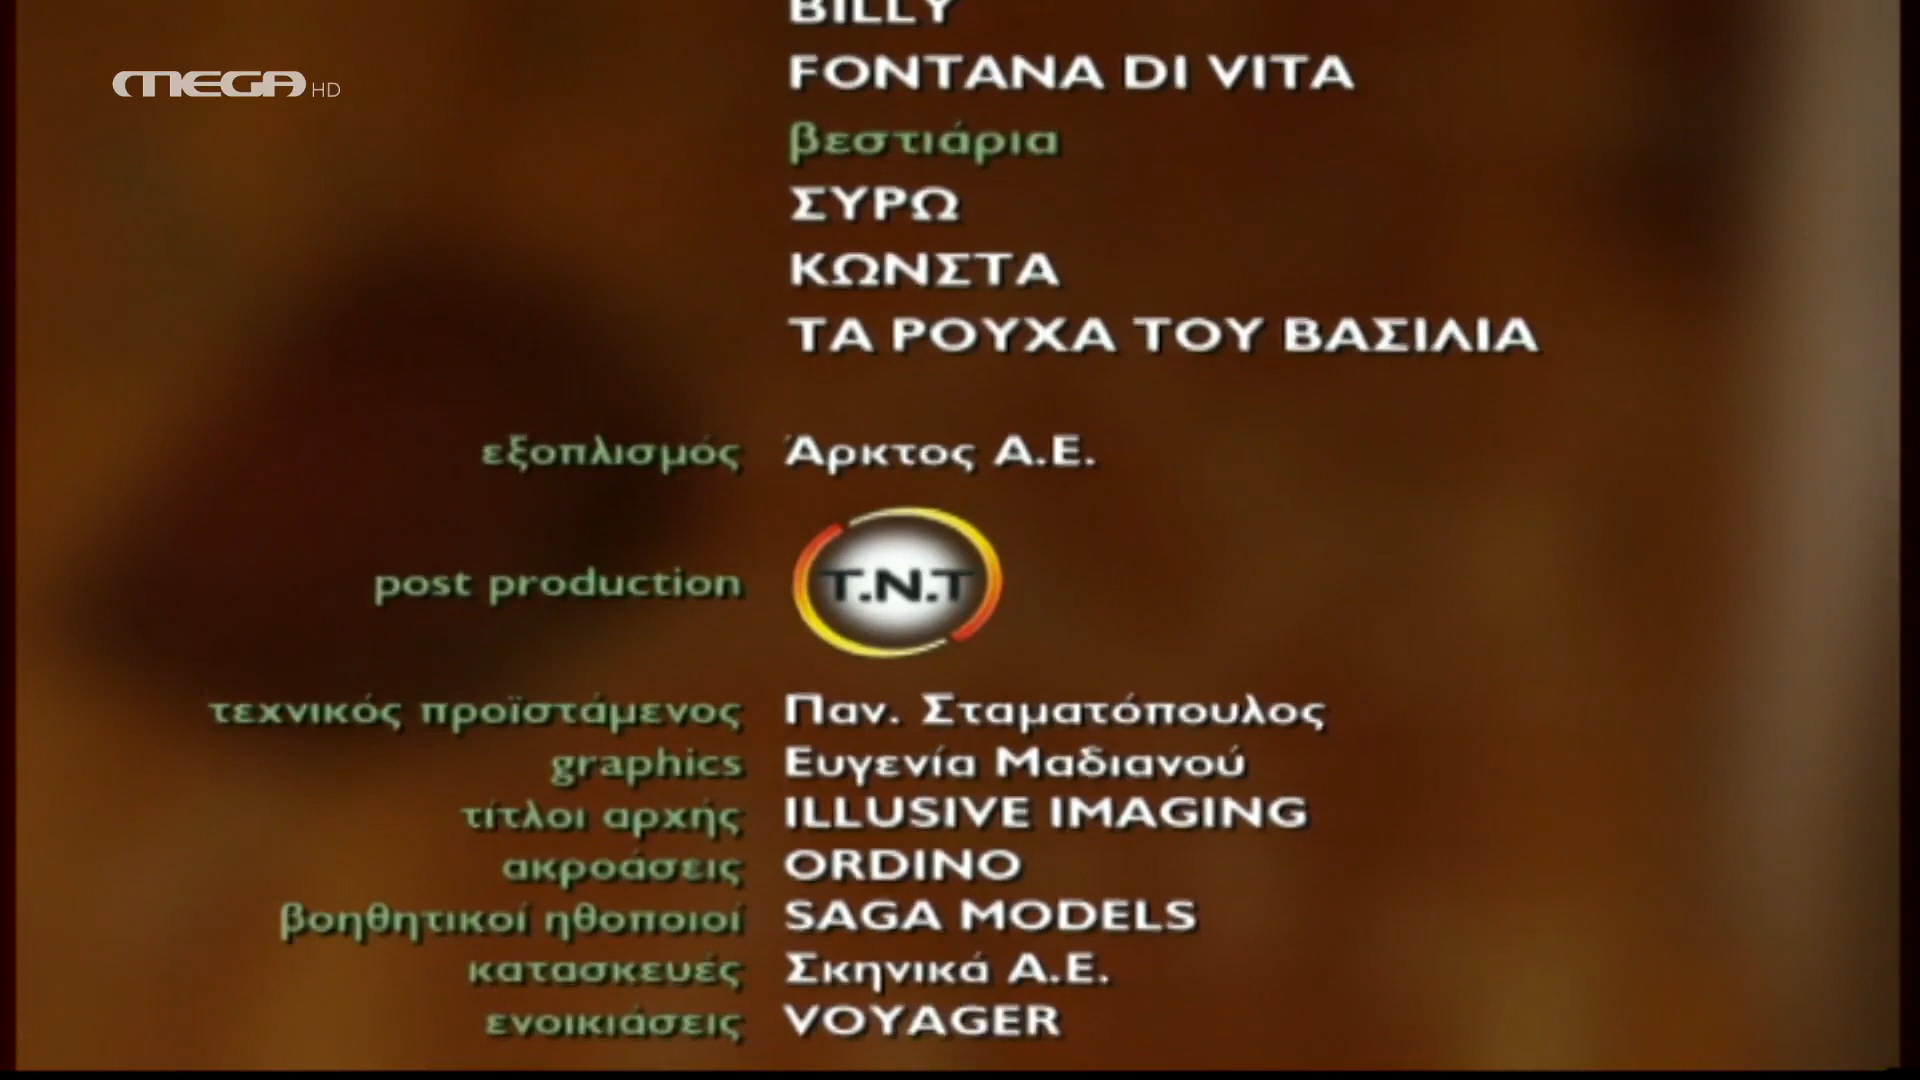 BILLY
MEGA HD
FONTANA DI VITA
βεστιάρια
ΣΥΡΩ
ΚΩΝΣΤΑ
ΤΑ ΡΟΥΧΑ ΤΟΥ ΒΑΣΙΛΙΑ
εξοπλισμός Άρκτος Α.Ε.
post production T.N.T
τεχνικός προϊστάμενος Παν. Σταματόπουλος
graphics Ευγενία Μαδιανού
τίτλοι αρχής ILLUSIVE IMAGING
ακροάσεις ORDINO
βοηθητικοί ηθοποιοί SAGA MODELS
κατασκευές Σκηνικά Α.Ε.
ενοικιάσεις VOYAGER